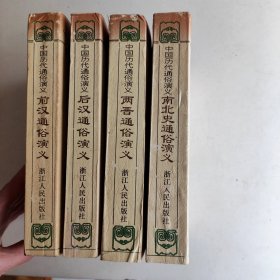 中国历代通俗演义
前汉通俗演义
浙江人民出版社
中国历代通俗演义
后汉通俗演义
浙江人民出版社
中国历代通俗演义
两晋通俗演义
浙江人民出版社
中国历代通俗演义
南北史通俗演义
浙江人民出版社